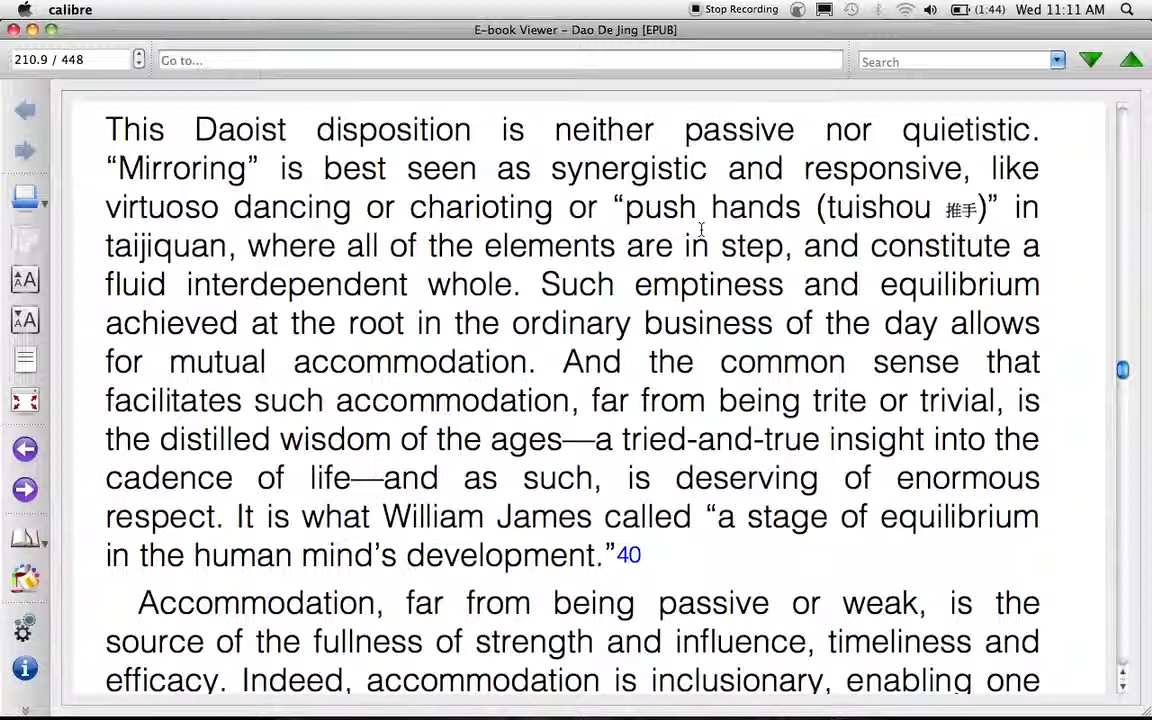 calibre Stop Recording (1:44) Wed 11:11 AM
E-book Viewer – Dao De Jing [EPUB]
210.9 / 448 Go to... Search
This Daoist disposition is neither passive nor quietistic.
“Mirroring” is best seen as synergistic and responsive, like
virtuoso dancing or charioting or “push hands (tuishou 推手)” in
taijiquan, where all of the elements are in step, and constitute a
fluid interdependent whole. Such emptiness and equilibrium
achieved at the root in the ordinary business of the day allows
for mutual accommodation. And the common sense that
facilitates such accommodation, far from being trite or trivial, is
the distilled wisdom of the ages—a tried-and-true insight into the
cadence of life—and as such, is deserving of enormous
respect. It is what William James called “a stage of equilibrium
in the human mind’s development.”40
Accommodation, far from being passive or weak, is the
source of the fullness of strength and influence, timeliness and
efficacy. Indeed, accommodation is inclusionary, enabling one